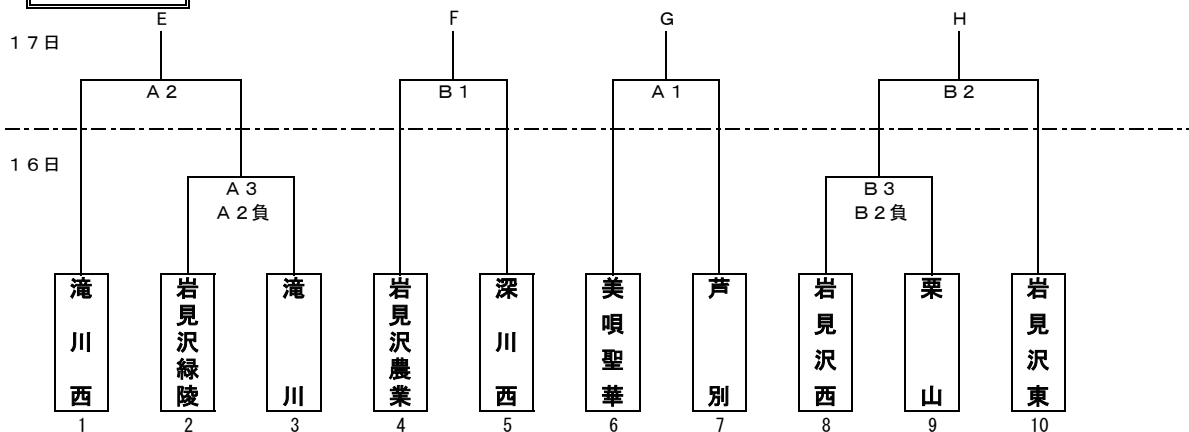 E F G H
１７日
Ａ２ Ｂ１ Ａ１ Ｂ２
１６日
Ａ３ Ｂ３
Ａ２負 Ｂ２負
滝川西
岩見沢緑陵
滝川
岩見沢農業
深川西
美唄聖華
芦別
岩見沢西
栗山
岩見沢東
1 2 3 4 5 6 7 8 9 10